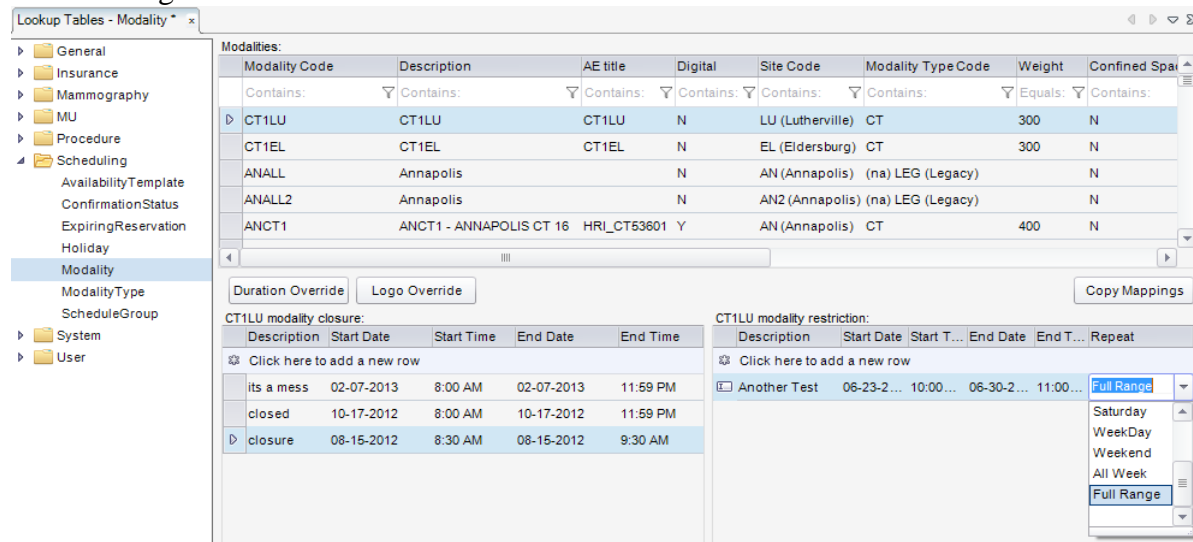 Lookup Tables - Modality * ×
General
Insurance
Mammography
MU
Procedure
Scheduling
AvailabilityTemplate
ConfirmationStatus
ExpiringReservation
Holiday
Modality
ModalityType
ScheduleGroup
System
User
Modalities:
Modality Code Description AE title Digital Site Code Modality Type Code Weight Confined Spac
Contains: Contains: Contains: Contains: Contains: Contains: Equals: Contains:
CT1LU CT1LU CT1LU N LU (Lutherville) CT 300 N
CT1EL CT1EL CT1EL N EL (Eldersburg) CT 300 N
ANALL Annapolis N AN (Annapolis) (na) LEG (Legacy) N
ANALL2 Annapolis N AN2 (Annapolis) (na) LEG (Legacy) N
ANCT1 ANCT1 - ANNAPOLIS CT 16 HRI_CT53601 Y AN (Annapolis) CT 400 N
Duration Override Logo Override Copy Mappings
CT1LU modality closure:
Description Start Date Start Time End Date End Time
Click here to add a new row
its a mess 02-07-2013 8:00 AM 02-07-2013 11:59 PM
closed 10-17-2012 8:00 AM 10-17-2012 11:59 PM
closure 08-15-2012 8:30 AM 08-15-2012 9:30 AM
CT1LU modality restriction:
Description Start Date Start T... End Date End T... Repeat
Click here to add a new row
Another Test 06-23-2... 10:00... 06-30-2... 11:00... Full Range
Saturday
WeekDay
Weekend
All Week
Full Range